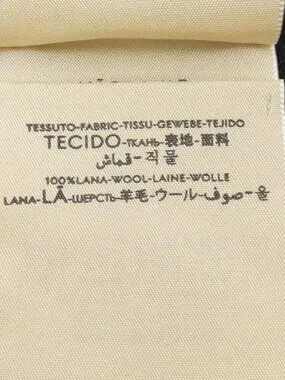 TESSUTO-FABRIC-TISSU-GEWEBE-TEJIDO
TECIDO-ТКАНЬ-表地-面料
قماش-직물
100%LANA-WOOL-LAINE-WOLLE
LANA-LÃ-ШЕРСТЬ-羊毛-ウール-صوف-울